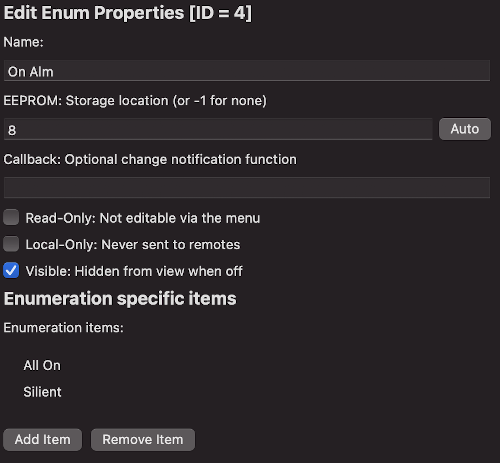 Edit Enum Properties [ID = 4]
Name:
On Alm
EEPROM: Storage location (or -1 for none)
8
Auto
Callback: Optional change notification function
Read-Only: Not editable via the menu
Local-Only: Never sent to remotes
Visible: Hidden from view when off
Enumeration specific items
Enumeration items:
All On
Silient
Add Item
Remove Item